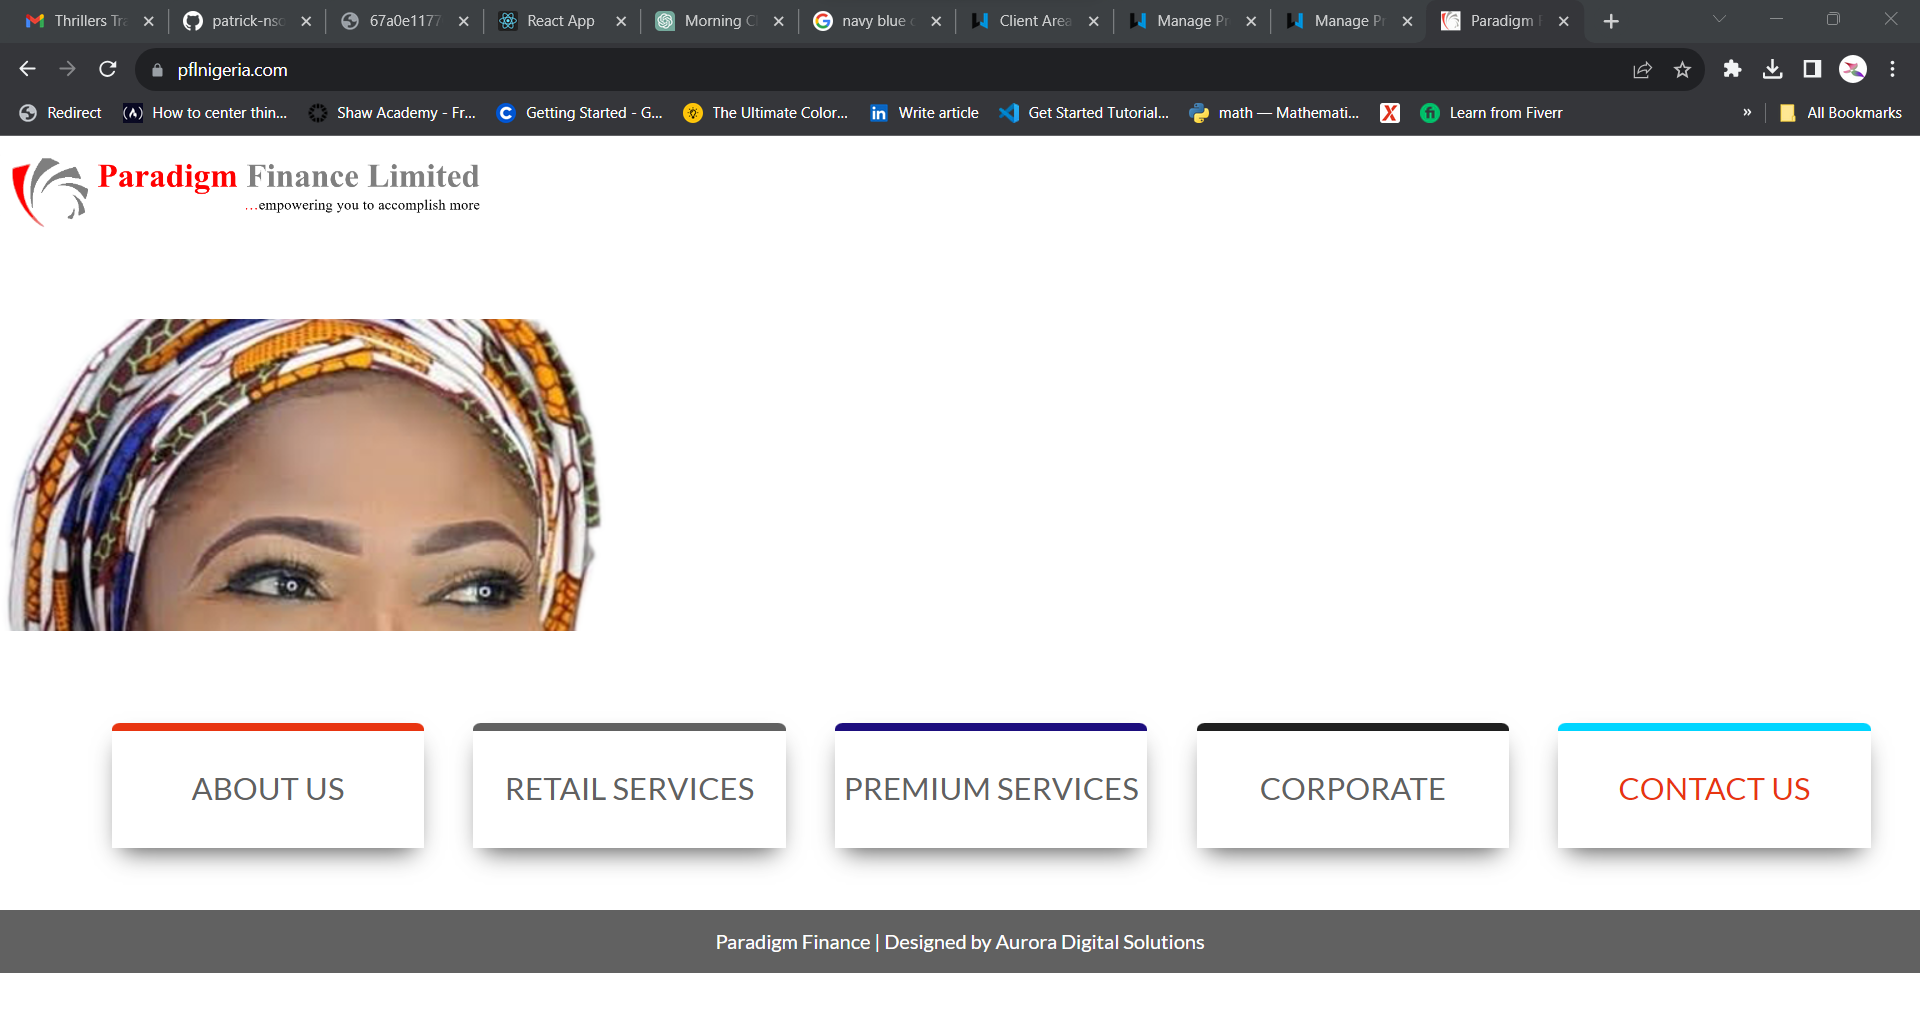 Thrillers Tra
patrick-nso
67a0e1177
React App
Morning Cl
navy blue c
Client Area
Manage Pr
Manage Pr
Paradigm F
pflnigeria.com
Redirect
How to center thin...
Shaw Academy - Fr...
Getting Started - G...
The Ultimate Color...
Write article
Get Started Tutorial...
math — Mathemati...
Learn from Fiverr
»
All Bookmarks
Paradigm Finance Limited
...empowering you to accomplish more
ABOUT US
RETAIL SERVICES
PREMIUM SERVICES
CORPORATE
CONTACT US
Paradigm Finance | Designed by Aurora Digital Solutions